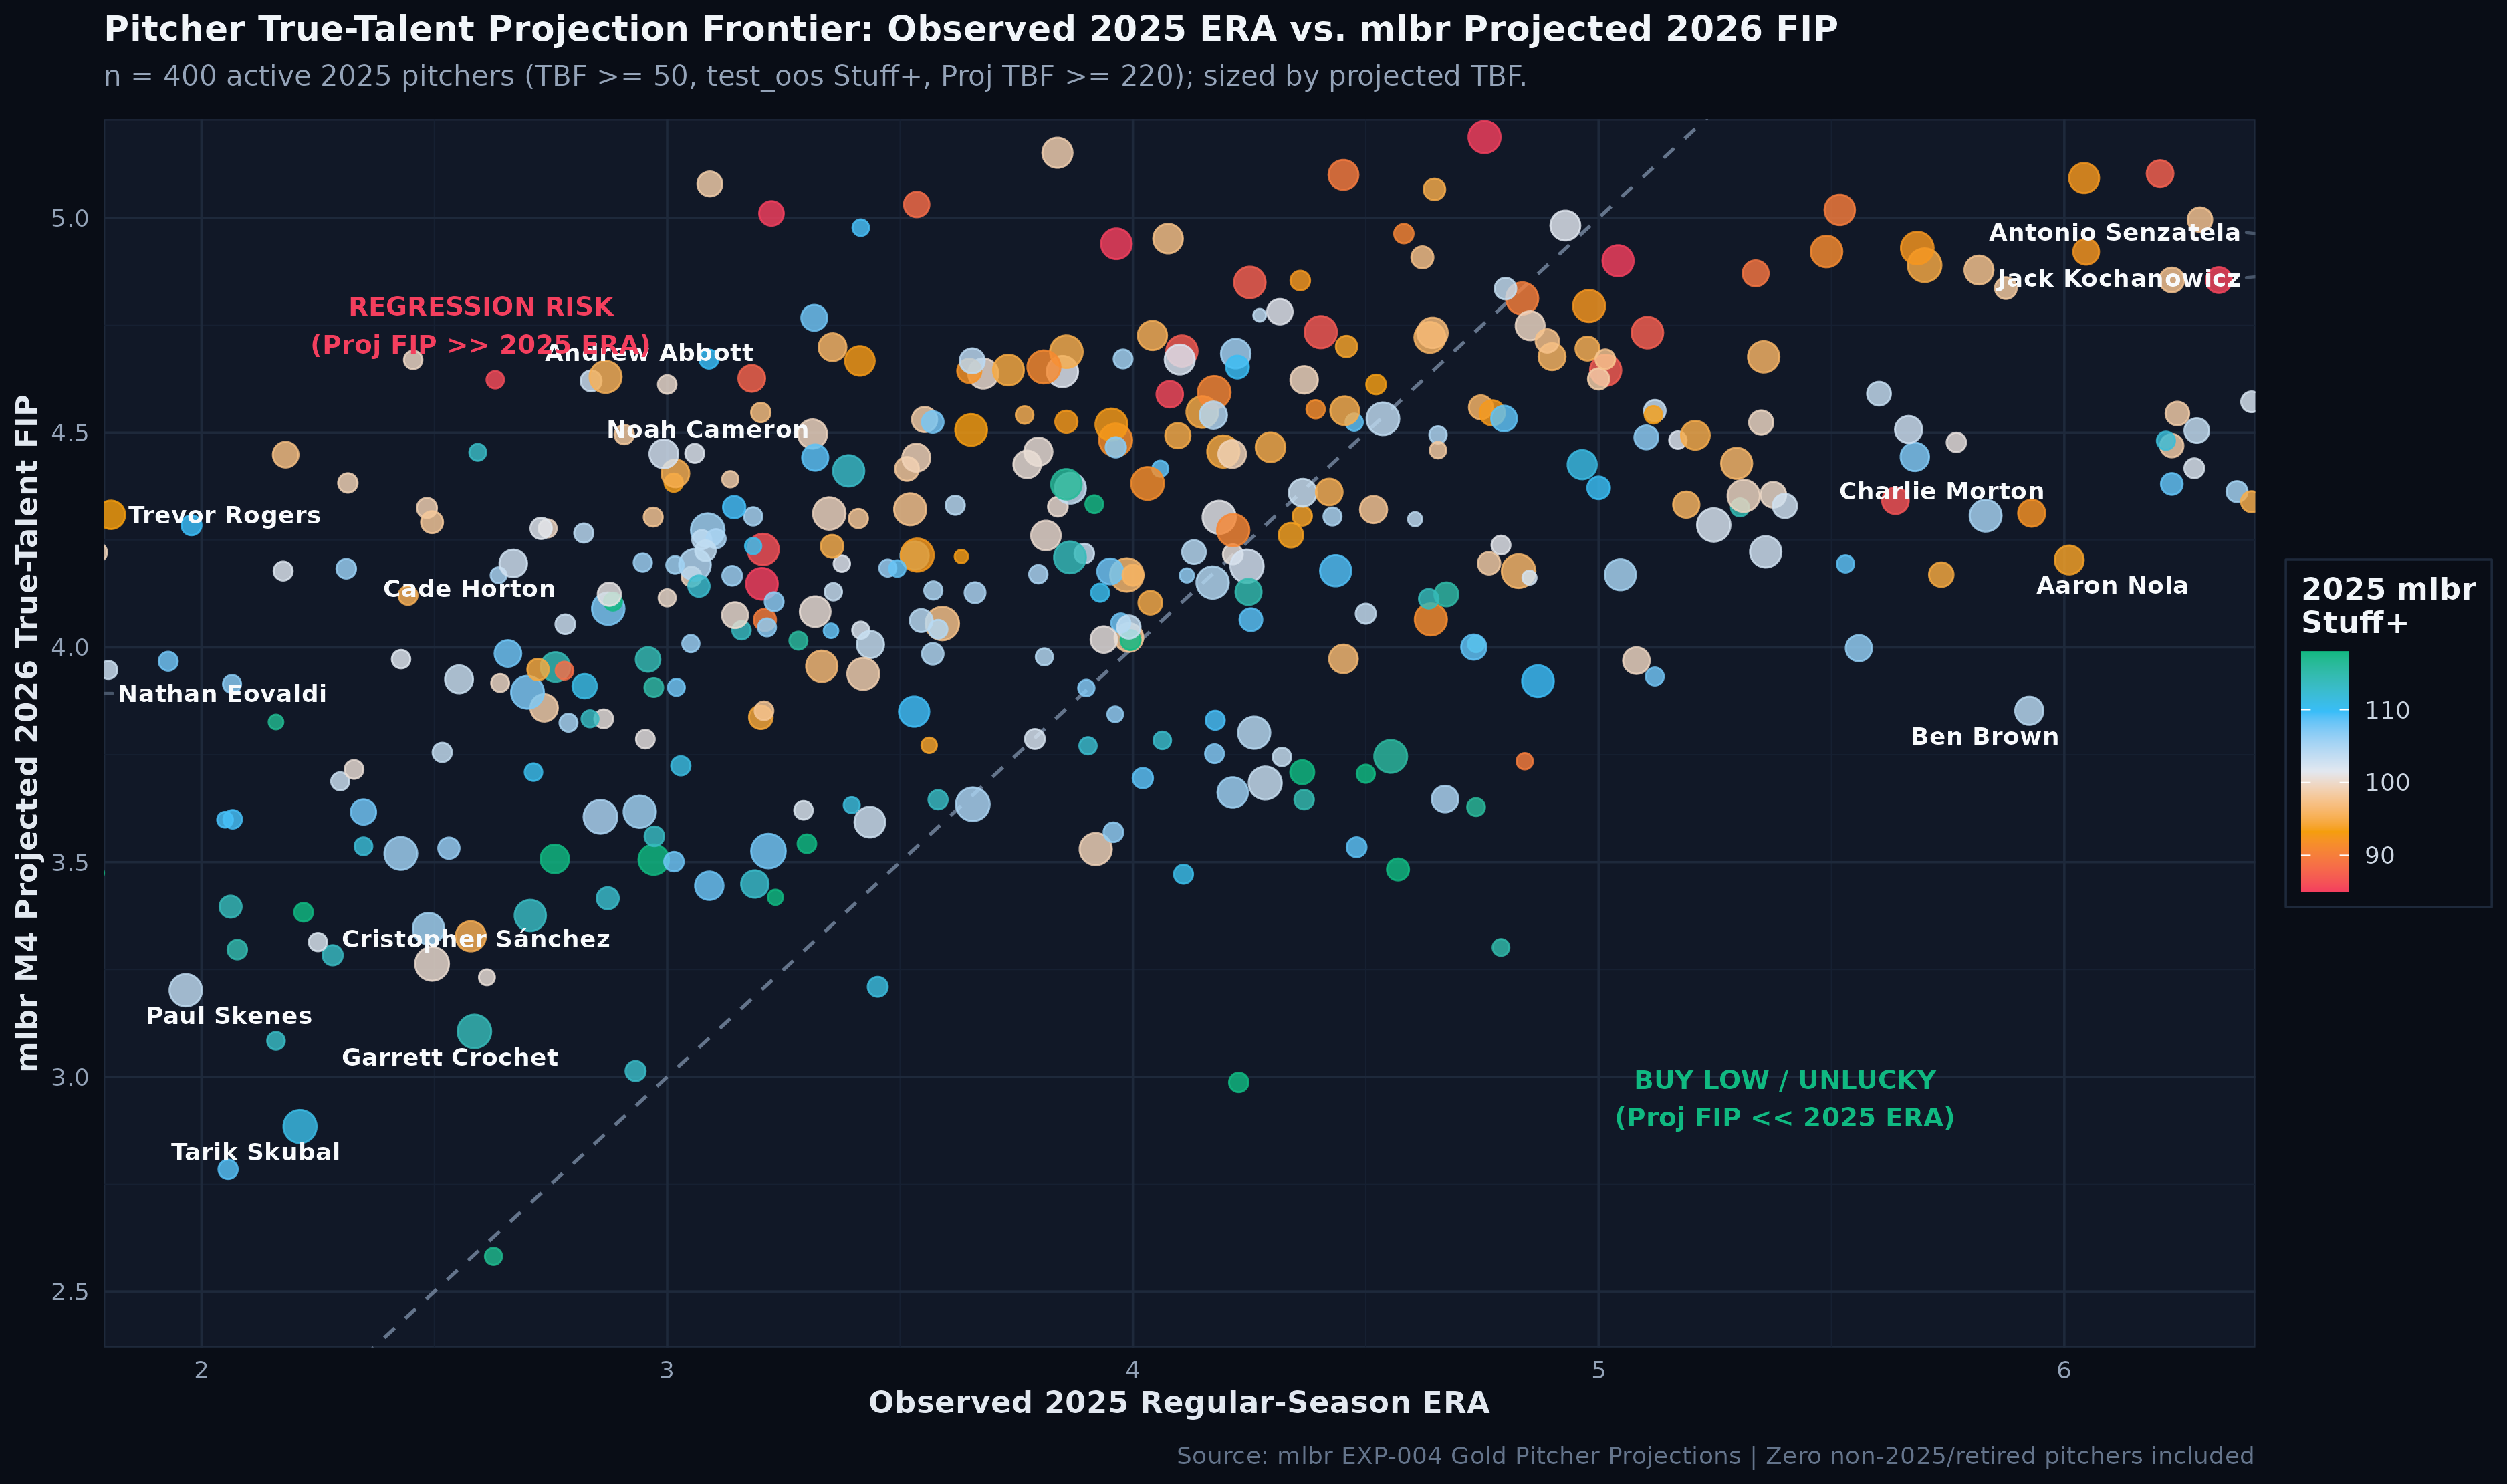 Pitcher True-Talent Projection Frontier: Observed 2025 ERA vs. mlbr Projected 2026 FIP
n = 400 active 2025 pitchers (TBF >= 50, test_oos Stuff+, Proj TBF >= 220); sized by projected TBF.
mlbr M4 Projected 2026 True-Talent FIP
5.0
4.5
4.0
3.5
3.0
2.5
Antonio Senzatela
Jack Kochanowicz
REGRESSION RISK
(Proj FIP >> 2025 ERA)
Andrew Abbott
Noah Cameron
Charlie Morton
Trevor Rogers
Cade Horton
Aaron Nola
Nathan Eovaldi
Ben Brown
Cristopher Sánchez
Paul Skenes
Garrett Crochet
BUY LOW / UNLUCKY
(Proj FIP << 2025 ERA)
Tarik Skubal
2025 mlbr
Stuff+
110
100
90
2
3
4
5
6
Observed 2025 Regular-Season ERA
Source: mlbr EXP-004 Gold Pitcher Projections | Zero non-2025/retired pitchers included